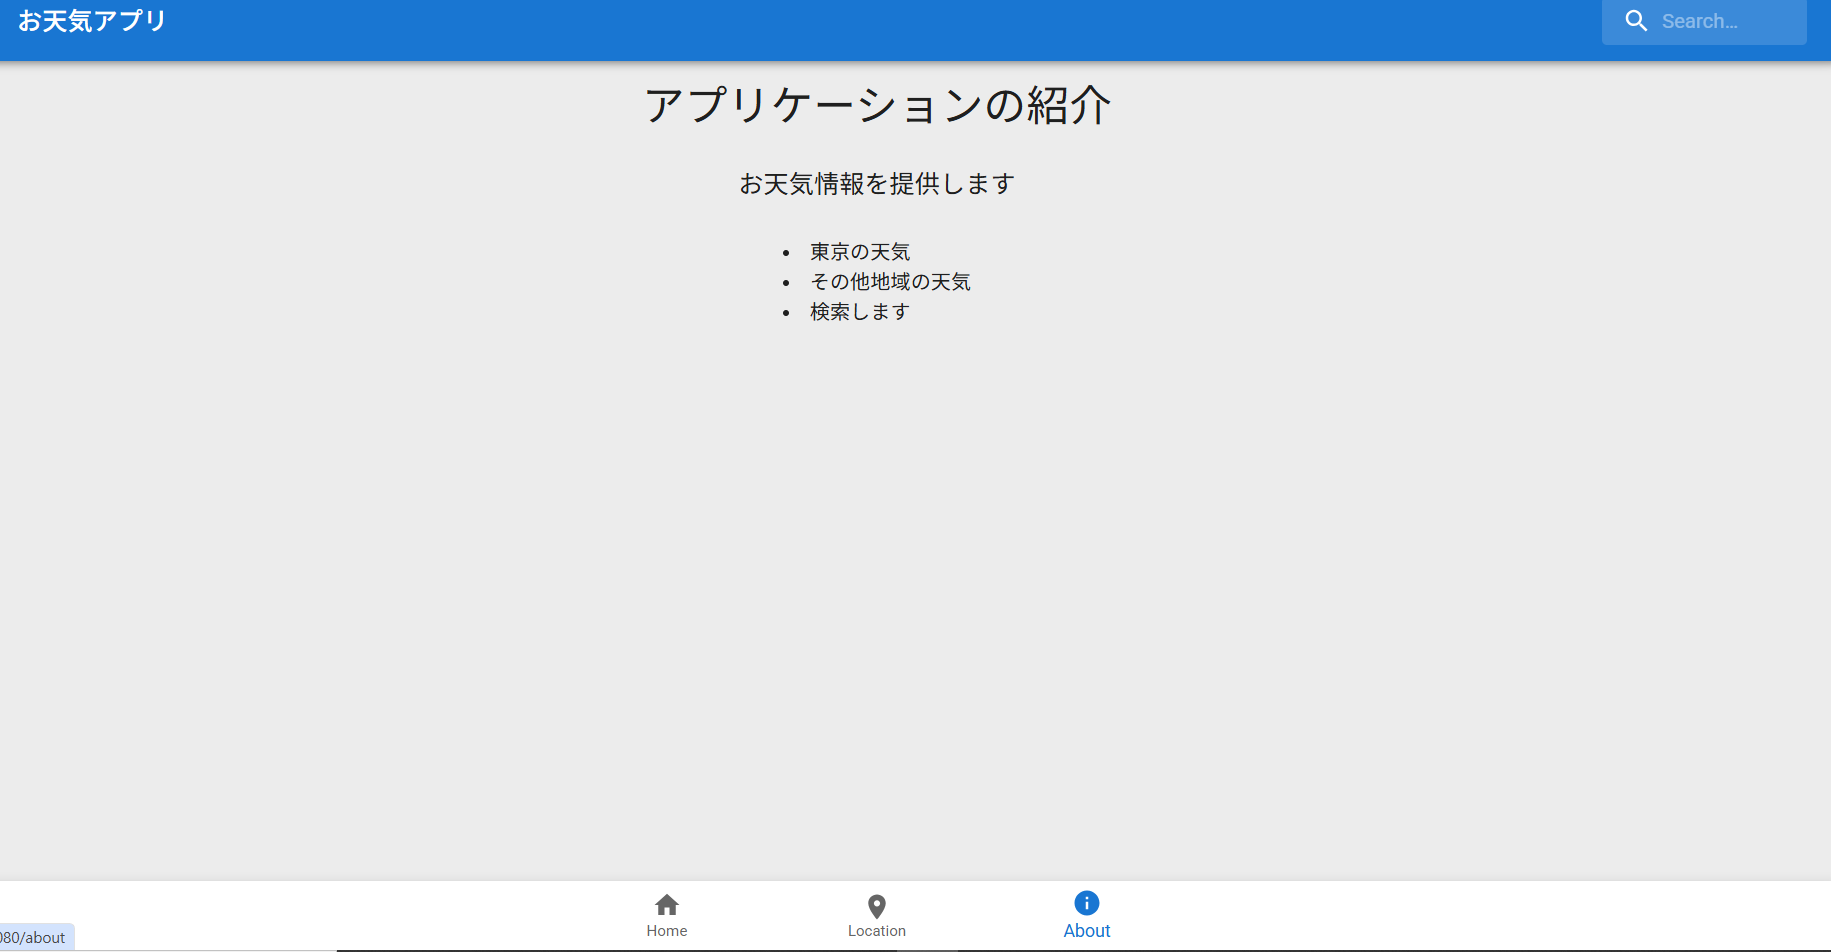 お天気アプリ
Search…
アプリケーションの紹介
お天気情報を提供します
東京の天気
その他地域の天気
検索します
Home
Location
About
080/about